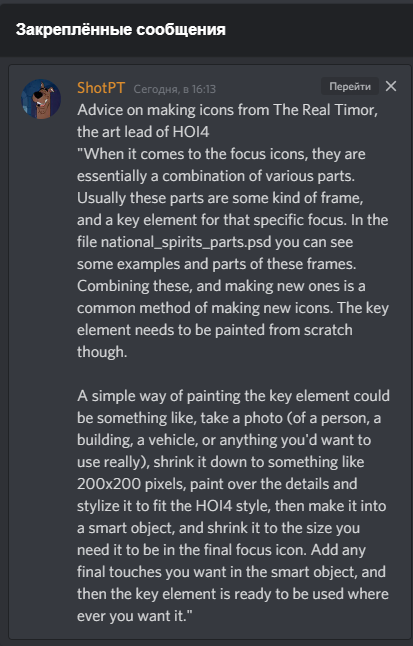 Закреплённые сообщения
ShotPT Сегодня, в 16:13 Перейти
Advice on making icons from The Real Timor,
the art lead of HOI4
"When it comes to the focus icons, they are
essentially a combination of various parts.
Usually these parts are some kind of frame,
and a key element for that specific focus. In the
file national_spirits_parts.psd you can see
some examples and parts of these frames.
Combining these, and making new ones is a
common method of making new icons. The key
element needs to be painted from scratch
though.
A simple way of painting the key element could
be something like, take a photo (of a person, a
building, a vehicle, or anything you'd want to
use really), shrink it down to something like
200x200 pixels, paint over the details and
stylize it to fit the HOI4 style, then make it into
a smart object, and shrink it to the size you
need it to be in the final focus icon. Add any
final touches you want in the smart object, and
then the key element is ready to be used where
ever you want it."